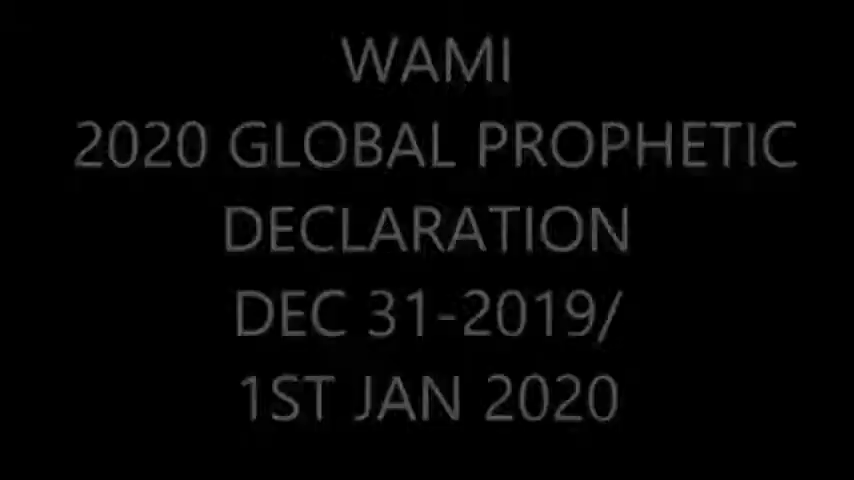 WAMI
2020 GLOBAL PROPHETIC
DECLARATION
DEC 31-2019/
1ST JAN 2020